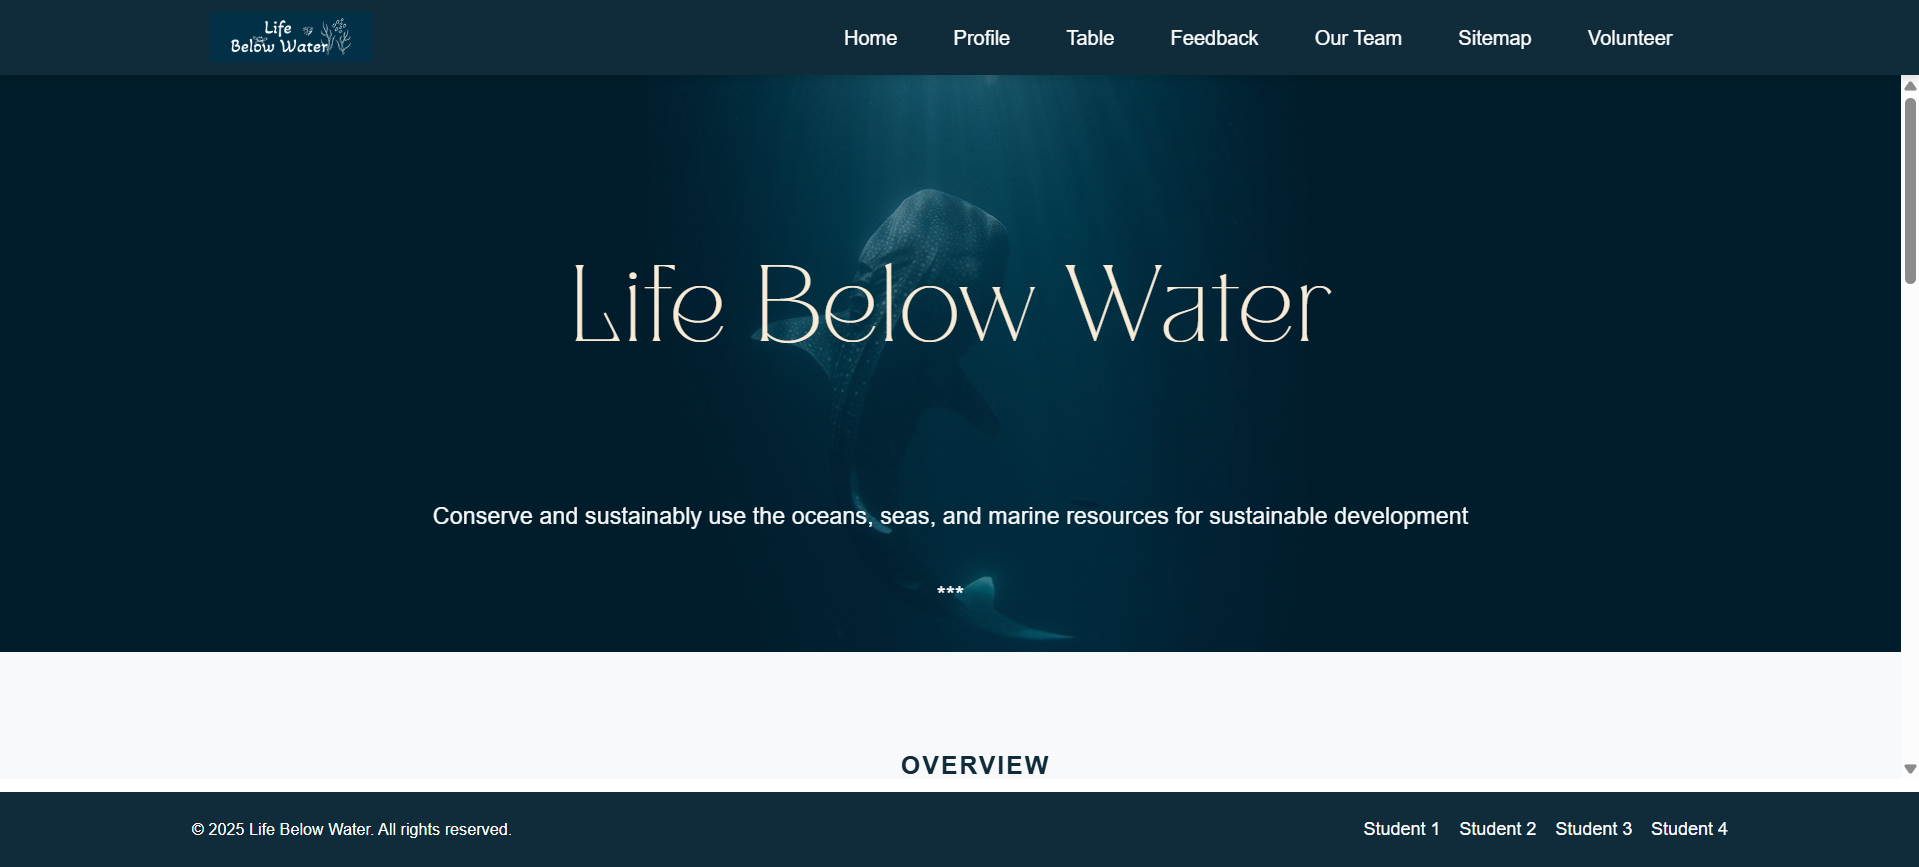 Life
Below Water
Home Profile Table Feedback Our Team Sitemap Volunteer
Life Below Water
Conserve and sustainably use the oceans, seas, and marine resources for sustainable development
***
OVERVIEW
© 2025 Life Below Water. All rights reserved.
Student 1 Student 2 Student 3 Student 4